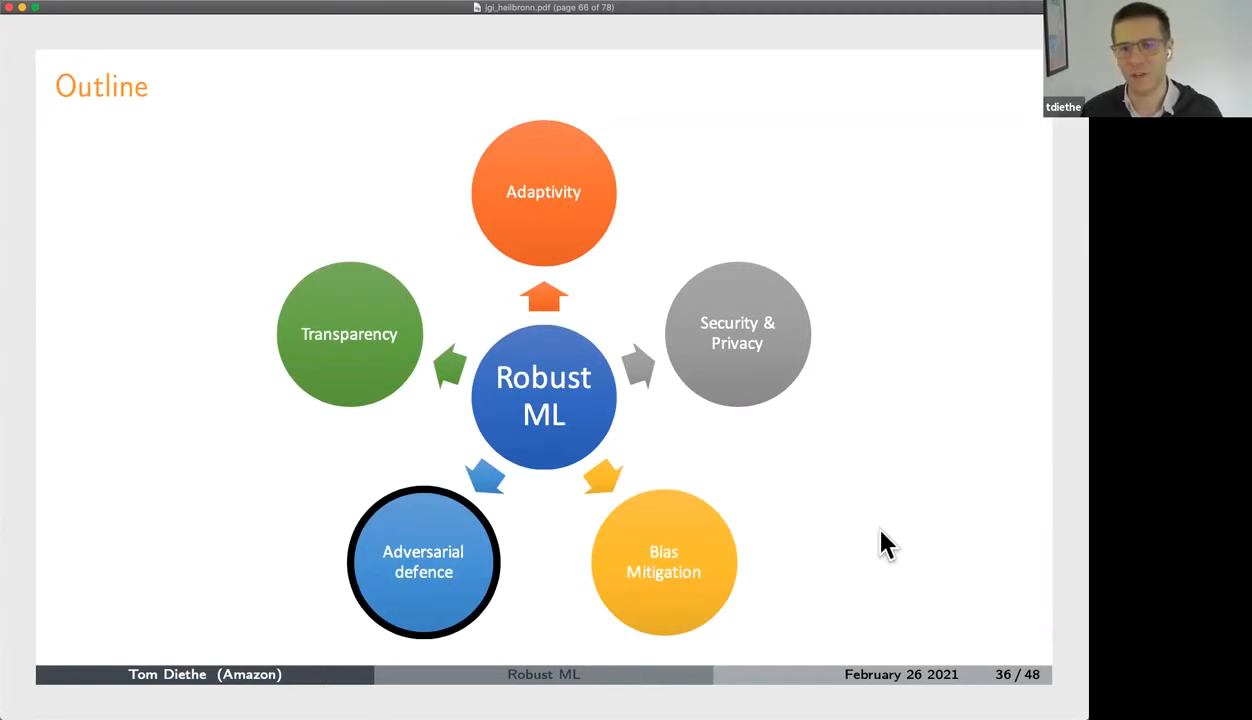 jgi_heilbronn.pdf (page 66 of 78)
tdiethe
Outline
Adaptivity
Transparency
Security &
Privacy
Robust
ML
Adversarial
defence
Bias
Mitigation
Tom Diethe (Amazon)
Robust ML
February 26 2021
36 / 48